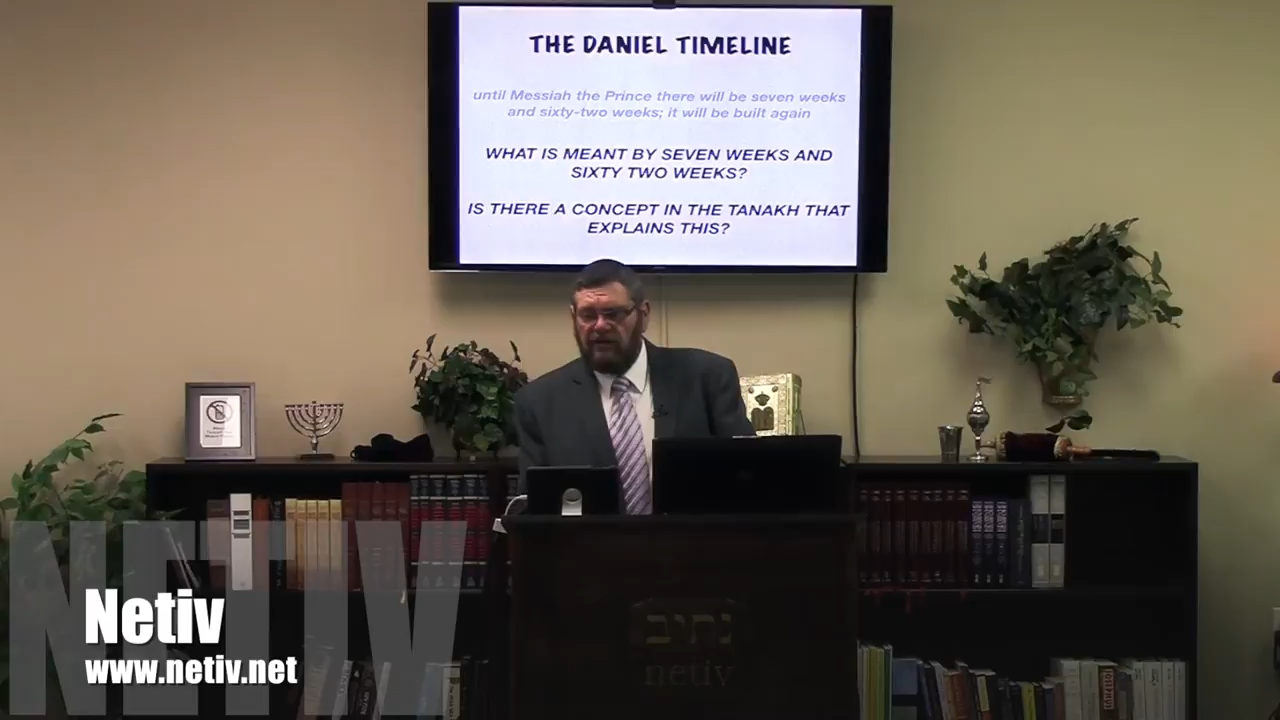 THE DANIEL TIMELINE
until Messiah the Prince there will be seven weeks
and sixty-two weeks; it will be built again
WHAT IS MEANT BY SEVEN WEEKS AND
SIXTY TWO WEEKS?
IS THERE A CONCEPT IN THE TANAKH THAT
EXPLAINS THIS?
נתיב
netiv
NETIV
Netiv
www.netiv.net